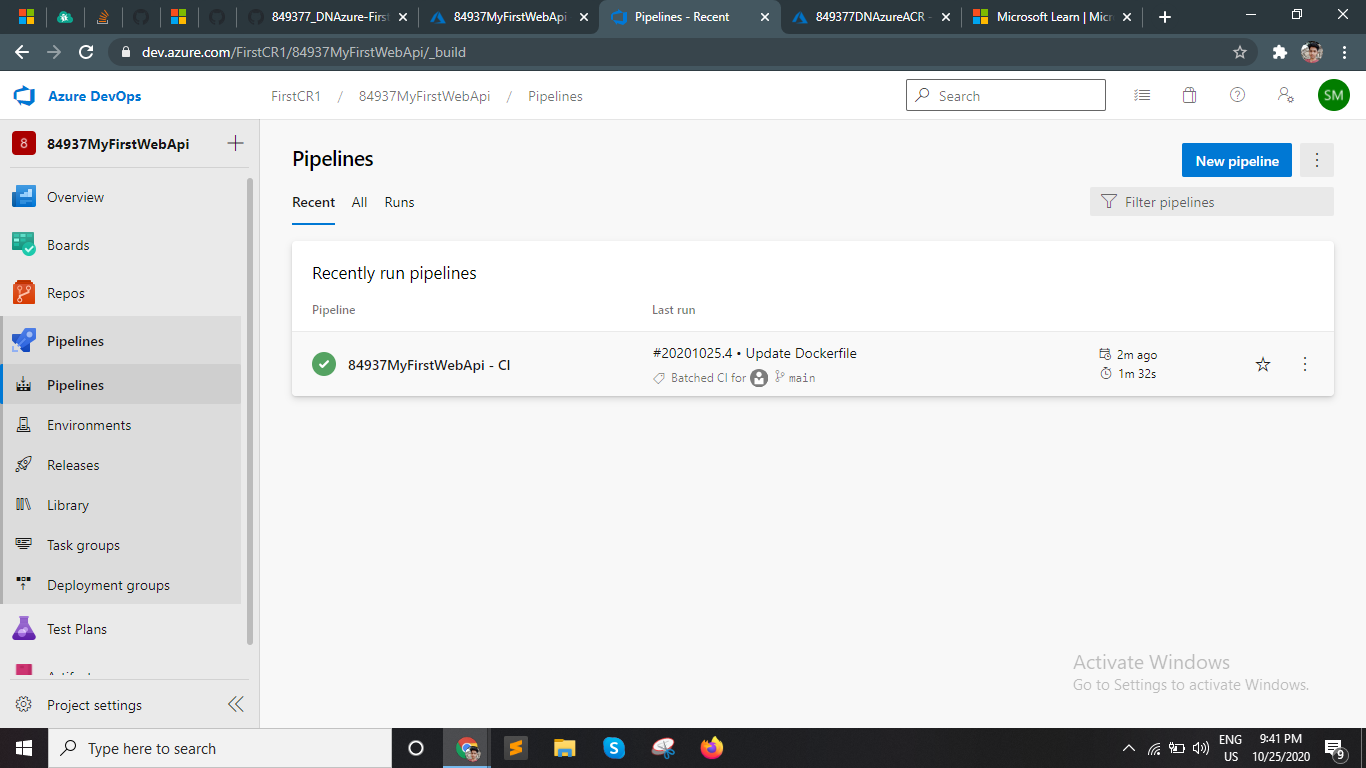 849377_DNAzure-First
84937MyFirstWebApi
Pipelines - Recent
849377DNAzureACR -
Microsoft Learn | Micr
dev.azure.com/FirstCR1/84937MyFirstWebApi/_build
Azure DevOps
FirstCR1 / 84937MyFirstWebApi / Pipelines
Search
SM
8
84937MyFirstWebApi
Overview
Boards
Repos
Pipelines
Pipelines
Environments
Releases
Library
Task groups
Deployment groups
Test Plans
Artifacts
Project settings
Pipelines
New pipeline
Recent All Runs
Filter pipelines
Recently run pipelines
Pipeline Last run
84937MyFirstWebApi - CI
#20201025.4 • Update Dockerfile
Batched CI for main
2m ago
1m 32s
Activate Windows
Go to Settings to activate Windows.
Type here to search
ENG
US
9:41 PM
10/25/2020
9